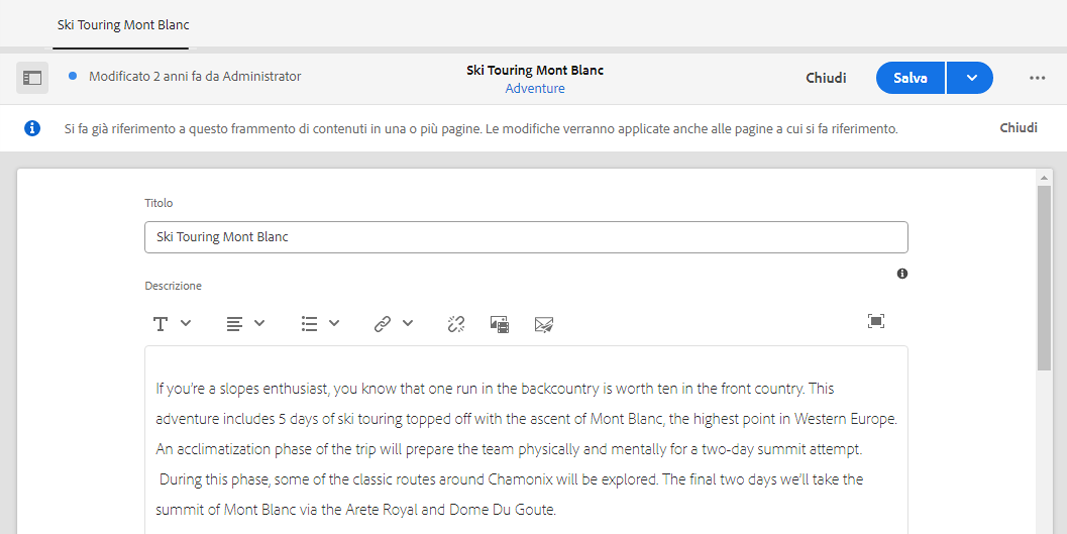 Ski Touring Mont Blanc
Modificato 2 anni fa da Administrator
Ski Touring Mont Blanc
Adventure
Chiudi
Salva
Si fa già riferimento a questo frammento di contenuti in una o più pagine. Le modifiche verranno applicate anche alle pagine a cui si fa riferimento.
Chiudi
Titolo
Ski Touring Mont Blanc
Descrizione
If you're a slopes enthusiast, you know that one run in the backcountry is worth ten in the front country. This
adventure includes 5 days of ski touring topped off with the ascent of Mont Blanc, the highest point in Western Europe.
An acclimatization phase of the trip will prepare the team physically and mentally for a two-day summit attempt.
During this phase, some of the classic routes around Chamonix will be explored. The final two days we'll take the
summit of Mont Blanc via the Arete Royal and Dome Du Goute.